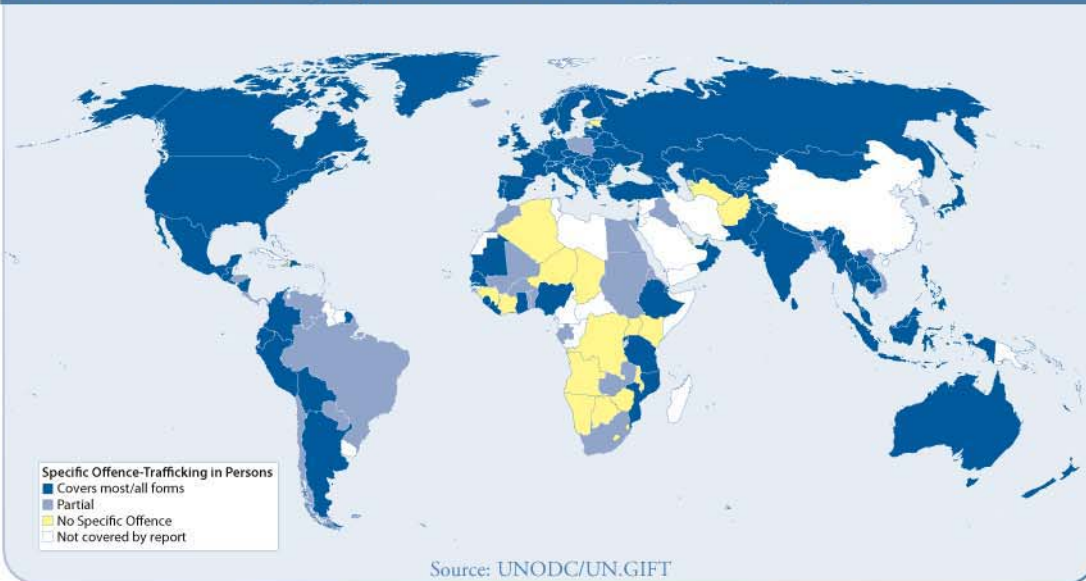 Specific Offence-Trafficking in Persons
Covers most/all forms
Partial
No Specific Offence
Not covered by report
Source: UNODC/UN.GIFT